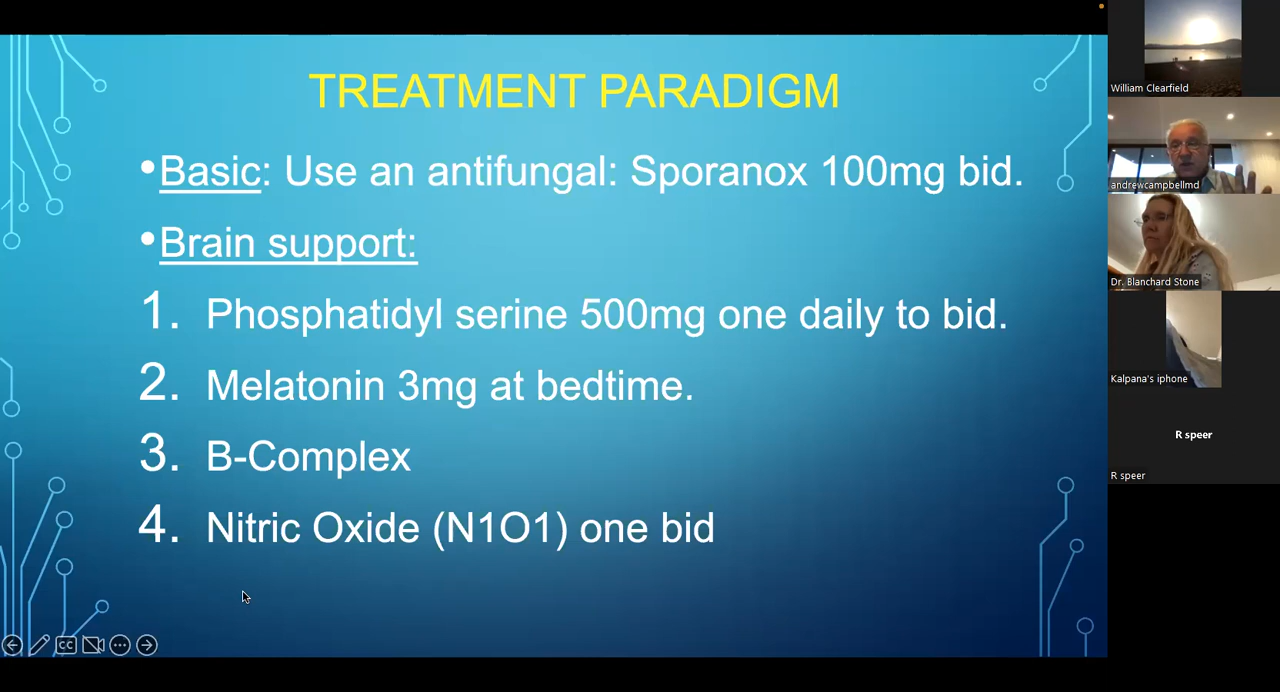 TREATMENT PARADIGM
•Basic: Use an antifungal: Sporanox 100mg bid.
•Brain support:
1. Phosphatidyl serine 500mg one daily to bid.
2. Melatonin 3mg at bedtime.
3. B-Complex
4. Nitric Oxide (N1O1) one bid
CC
William Clearfield
andrewcampbellmd
Dr. Blanchard Stone
Kalpana's iphone
R speer
R speer